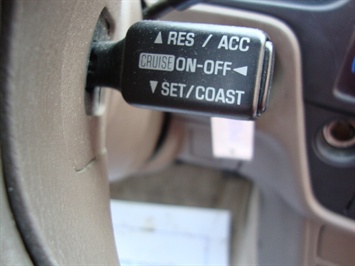 ▲ RES / ACC
CRUISE ON-OFF ◄
▼ SET/COAST